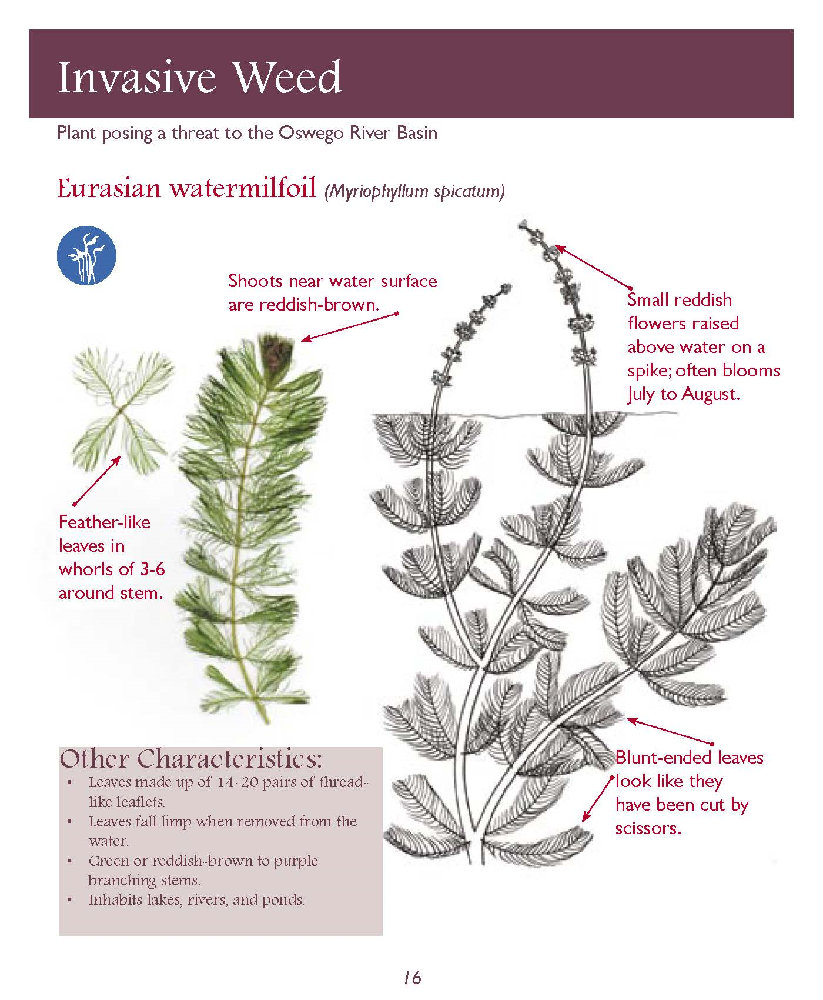 Invasive Weed
Plant posing a threat to the Oswego River Basin
Eurasian watermilfoil (Myriophyllum spicatum)
Shoots near water surface
are reddish-brown.
Small reddish
flowers raised
above water on a
spike; often blooms
July to August.
Feather-like
leaves in
whorls of 3-6
around stem.
Blunt-ended leaves
look like they
have been cut by
scissors.
Other Characteristics:
• Leaves made up of 14-20 pairs of thread-
like leaflets.
• Leaves fall limp when removed from the
water.
• Green or reddish-brown to purple
branching stems.
• Inhabits lakes, rivers, and ponds.
16